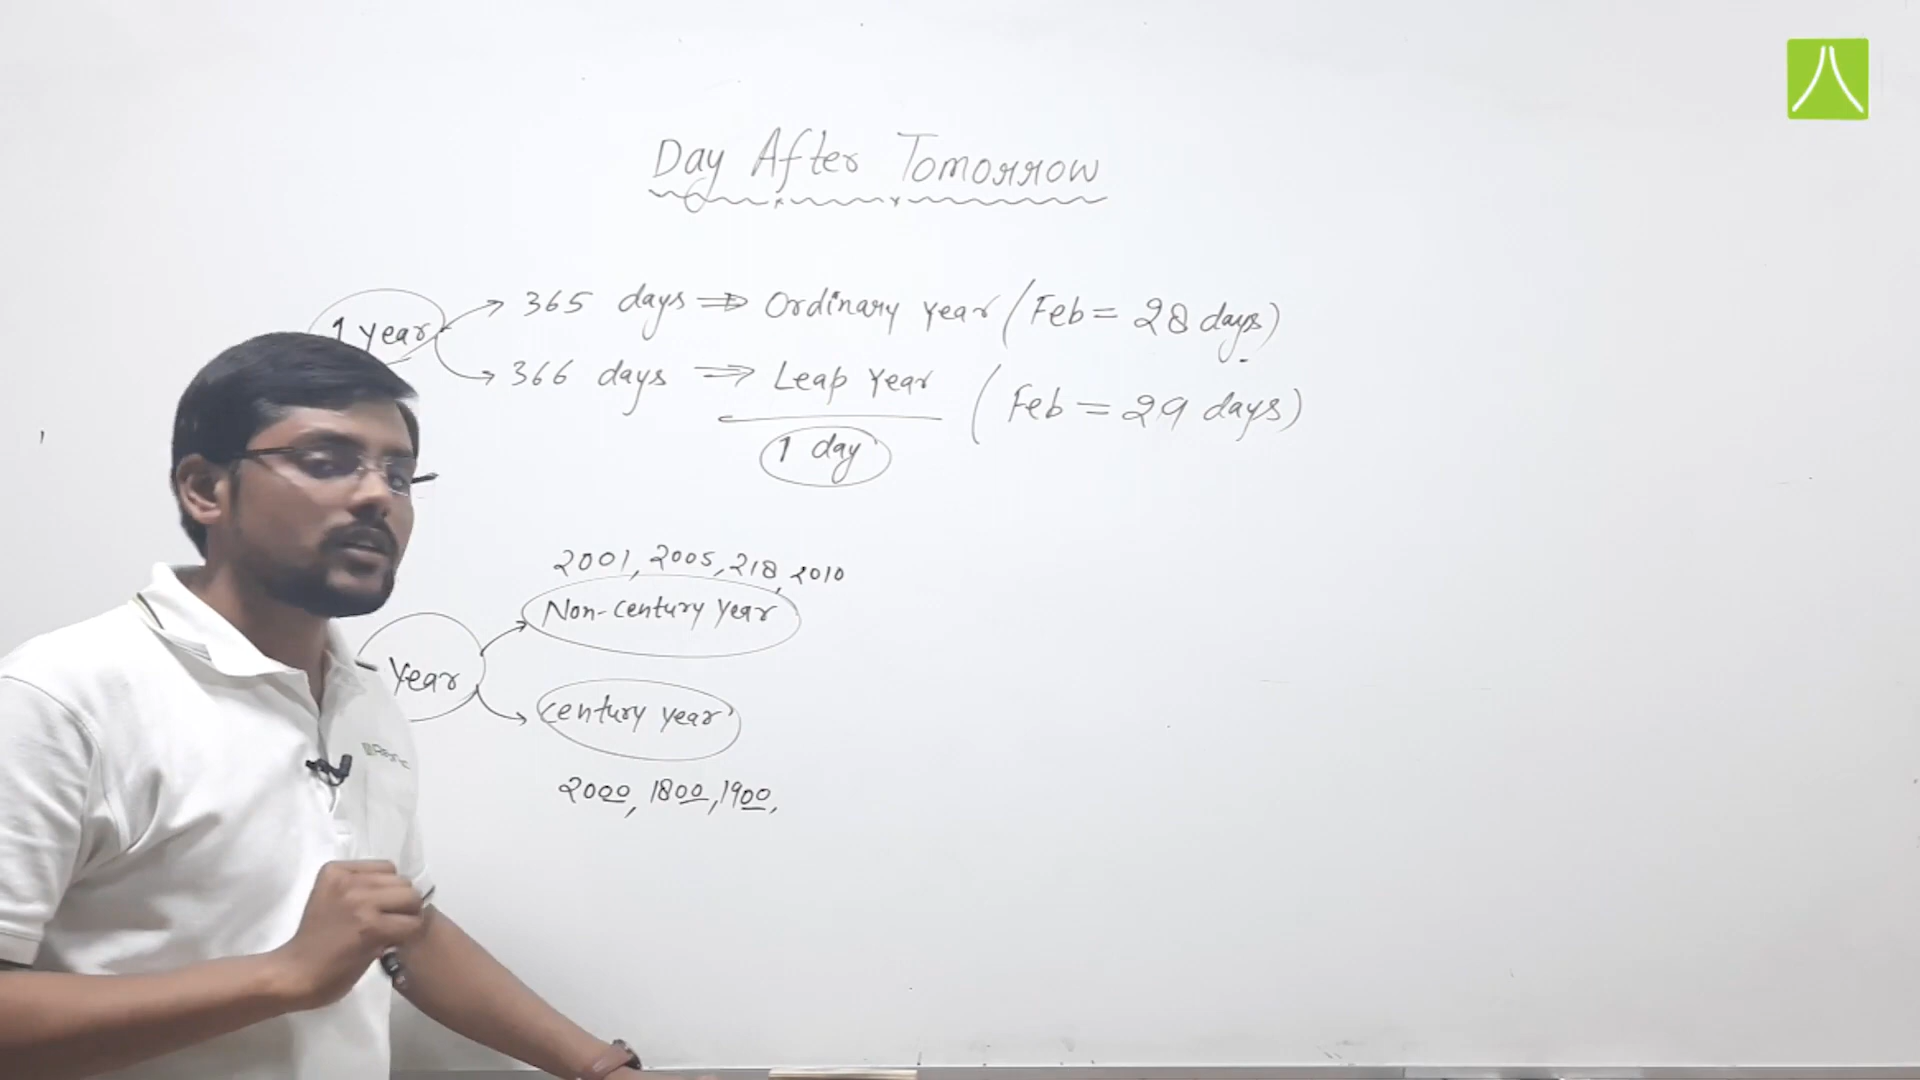 Day After Tomorrow
1 year → 365 days ⇒ Ordinary year (Feb = 28 days)
→ 366 days ⇒ Leap year (Feb = 29 days)
1 day
2001, 2005, 218, 2010
Non-century year
year
century year
2000, 1800, 1900,